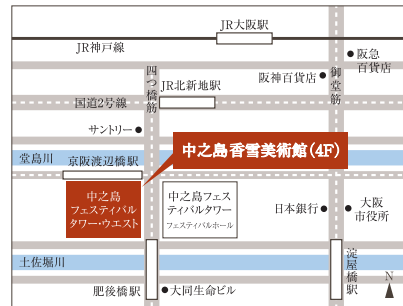 JR大阪駅
JR神戸線
阪急
百貨店
四つ橋筋
JR北新地駅
阪神百貨店
御堂筋
国道2号線
サントリー
中之島香雪美術館(4F)
堂島川
京阪渡辺橋駅
中之島
フェスティバル
タワー・ウエスト
中之島フェス
ティバルタワー
フェスティバルホール
日本銀行
大阪
市役所
土佐堀川
淀屋橋駅
肥後橋駅
大同生命ビル
N